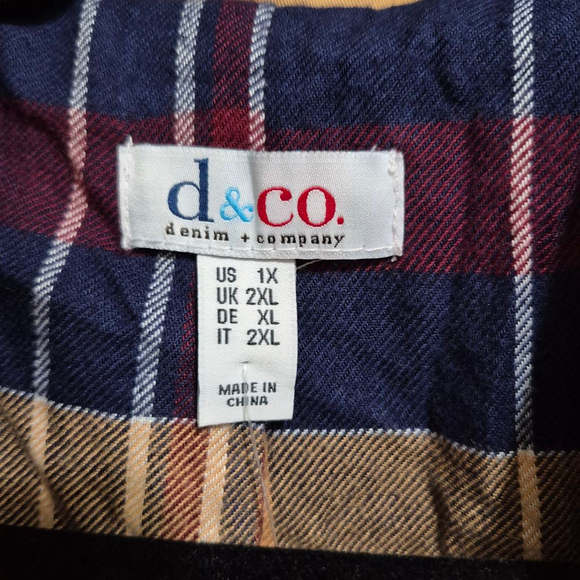 d&co.
denim + company
US 1X
UK 2XL
DE XL
IT 2XL
MADE IN
CHINA